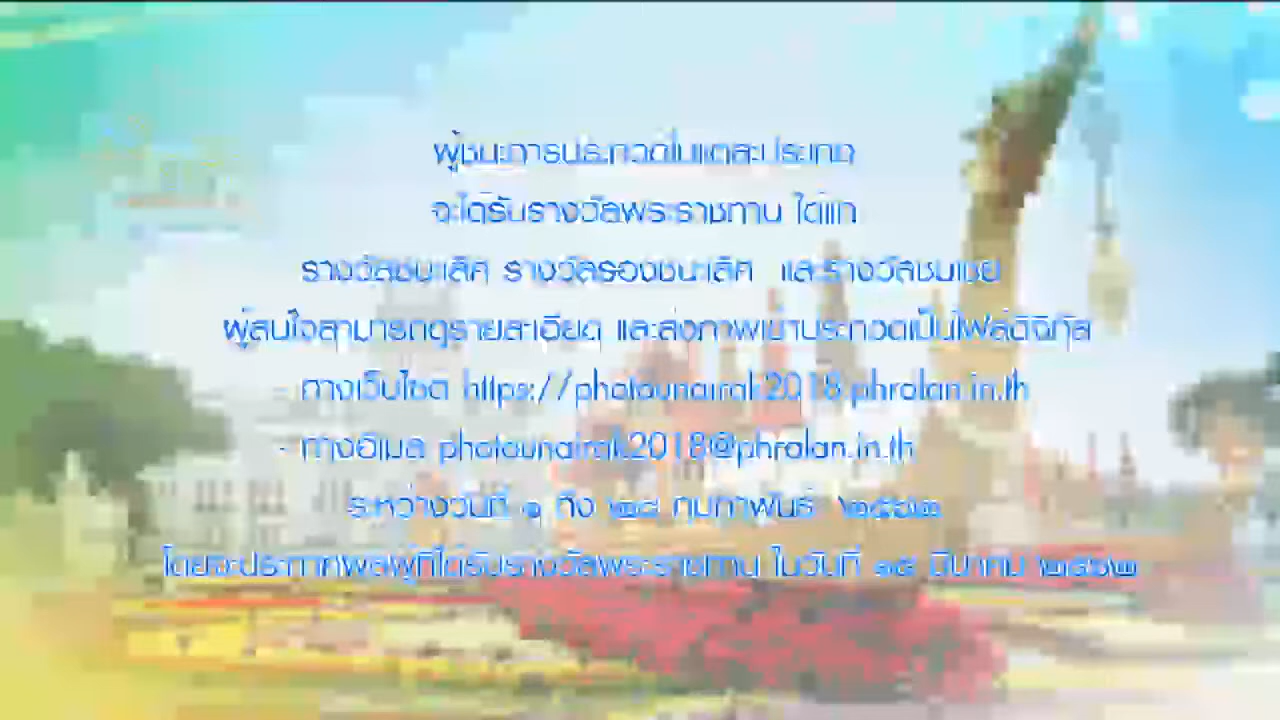 ผู้ชนะการประกวดในแต่ละประเภท
จะได้รับรางวัลพระราชทาน ได้แก่
รางวัลชนะเลิศ รางวัลรองชนะเลิศ และรางวัลชมเชย
ผู้สนใจสามารถดูรายละเอียด และส่งภาพเข้าประกวดเป็นไฟล์ดิจิทัล
- ทางเว็บไซต์ https://photounairak2018.phralan.in.th
- ทางอีเมล photounairak2018@phralan.in.th
ระหว่างวันที่ ๑ ถึง ๒๘ กุมภาพันธ์ ๒๕๖๒
โดยจะประกาศผลผู้ที่ได้รับรางวัลพระราชทาน ในวันที่ ๑๕ มีนาคม ๒๕๖๒